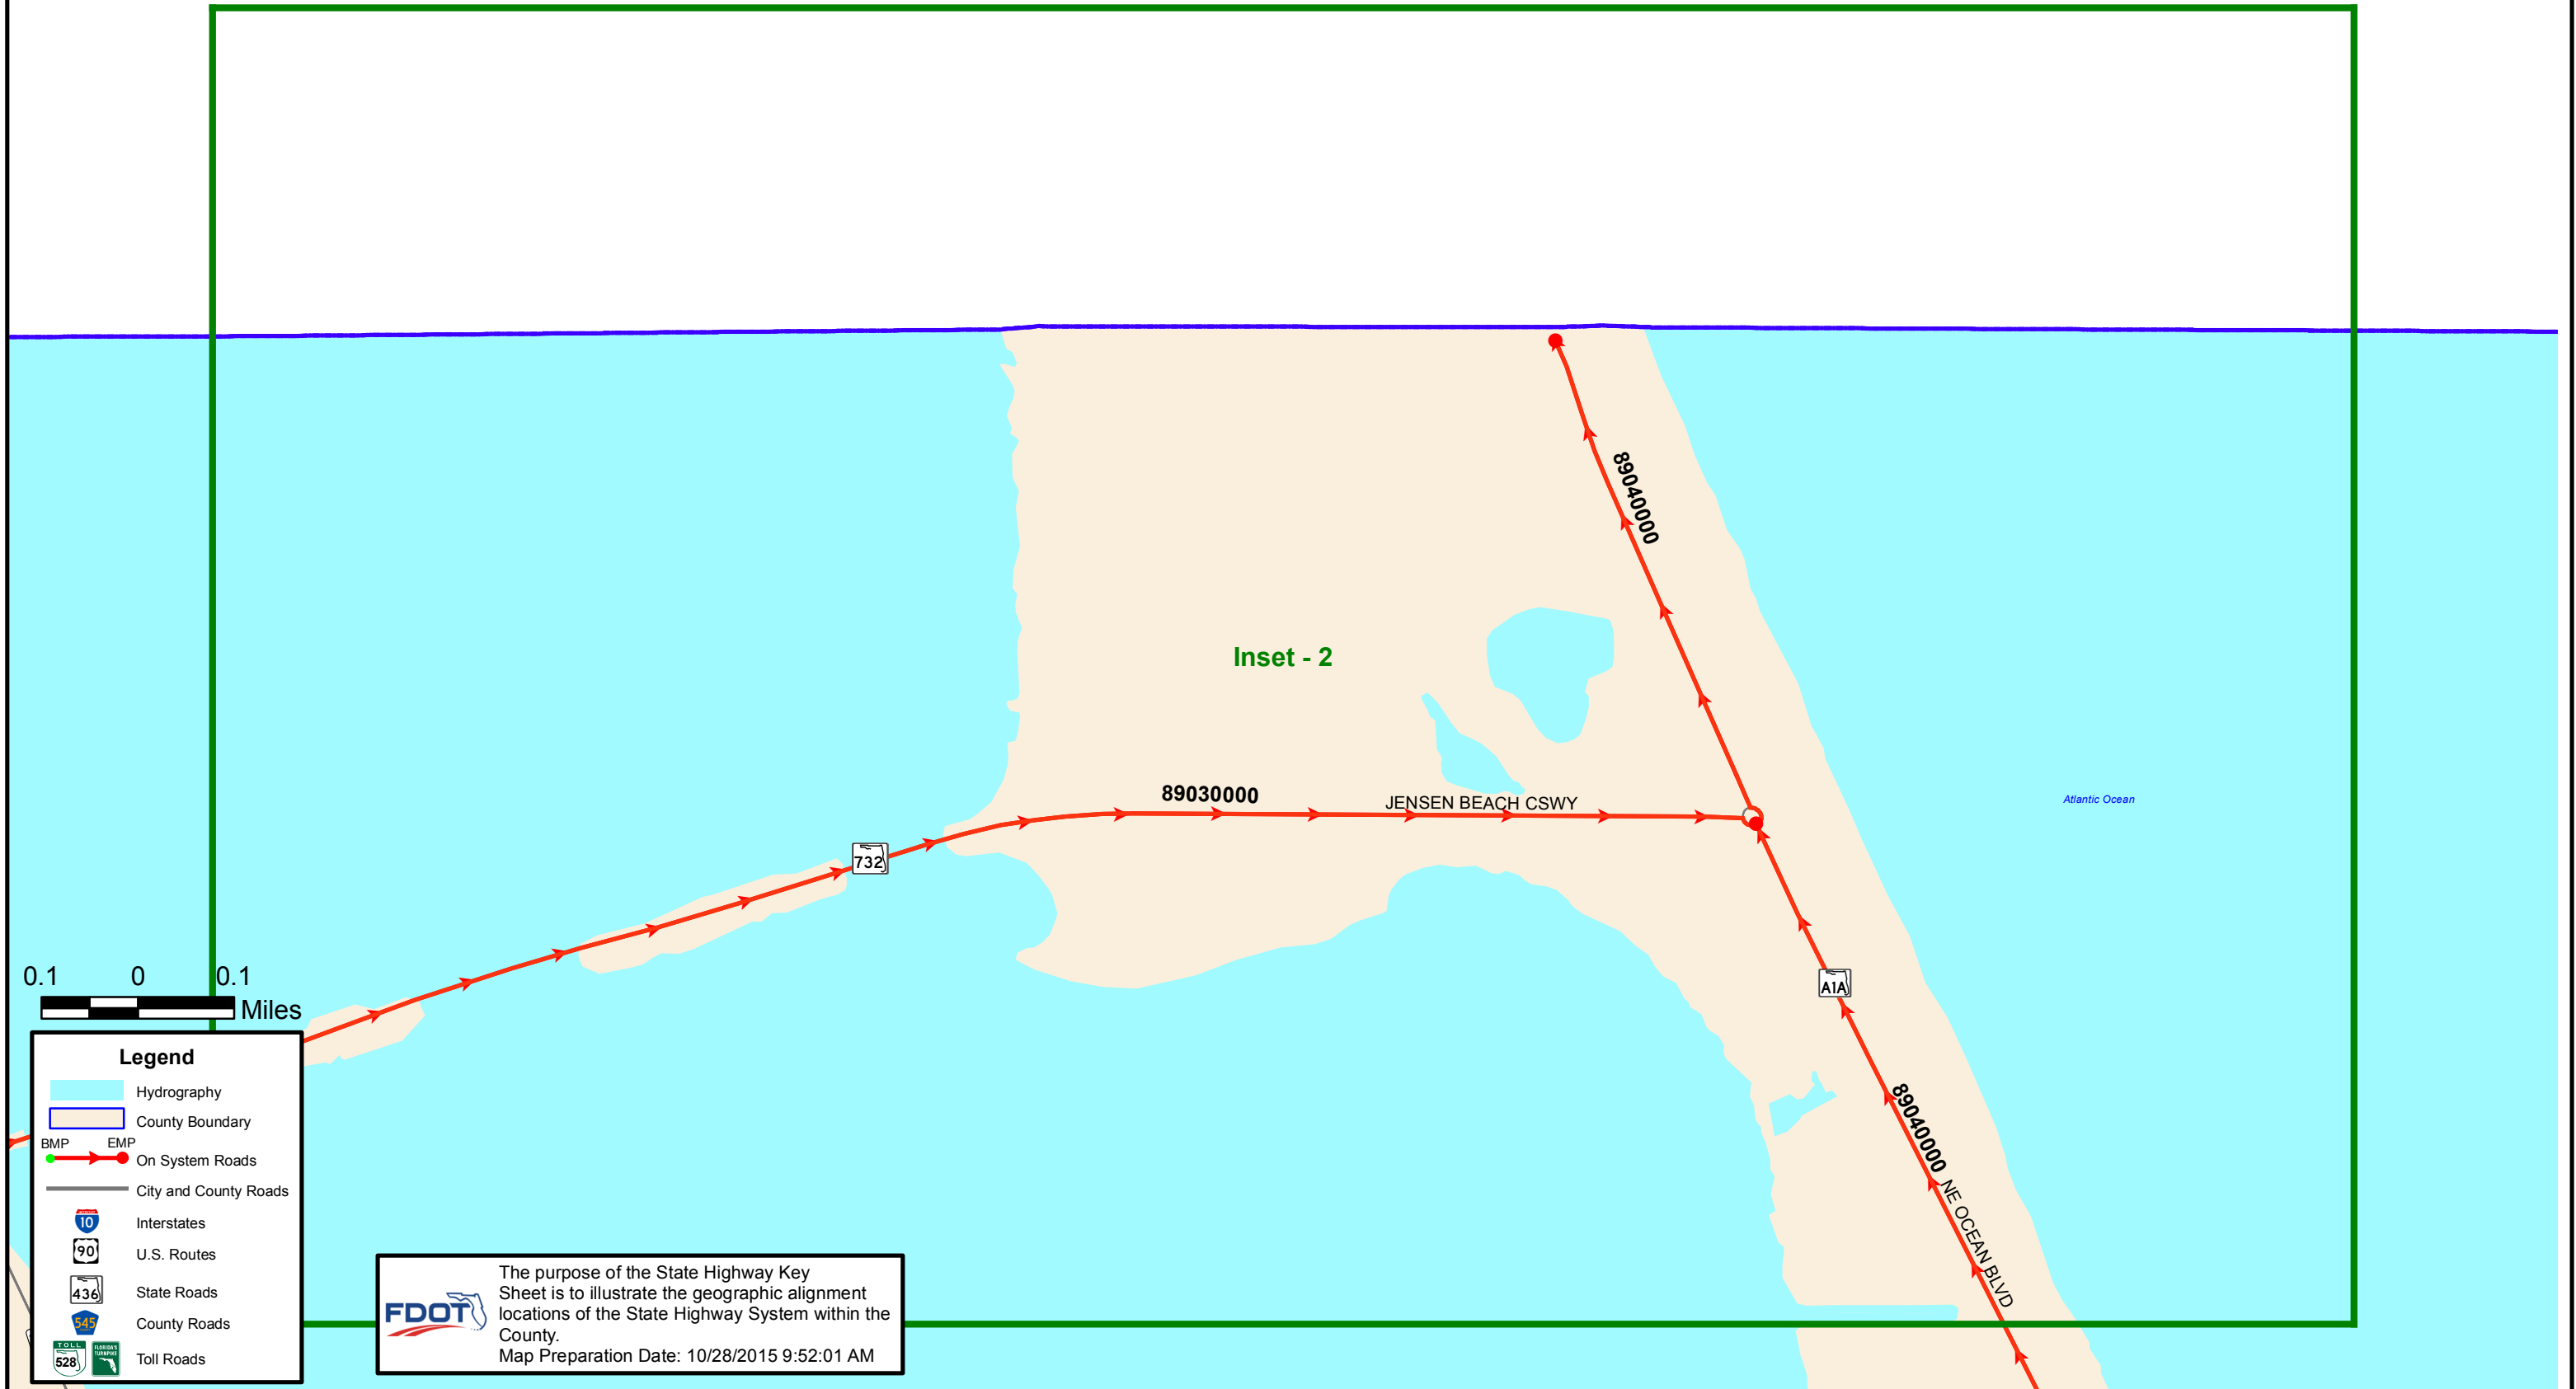 89040000
Inset - 2
89030000
JENSEN BEACH CSWY
Atlantic Ocean
732
A1A
89040000
NE OCEAN BLVD
0.1 0 0.1
Miles
Legend
Hydrography
County Boundary
BMP EMP
On System Roads
City and County Roads
10 Interstates
90 U.S. Routes
436 State Roads
545 County Roads
TOLL 528 FLORIDA'S TURNPIKE Toll Roads
FDOT
The purpose of the State Highway Key
Sheet is to illustrate the geographic alignment
locations of the State Highway System within the
County.
Map Preparation Date: 10/28/2015 9:52:01 AM